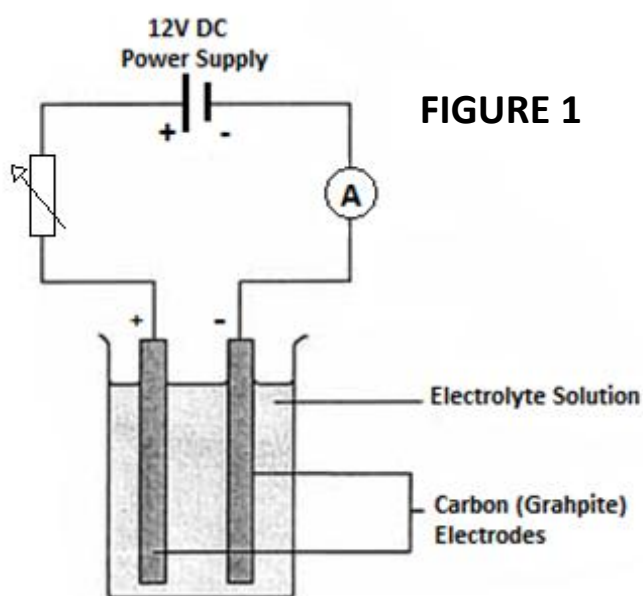 12V DC
Power Supply
FIGURE 1
+ -
A
+ -
Electrolyte Solution
Carbon (Grahpite)
Electrodes